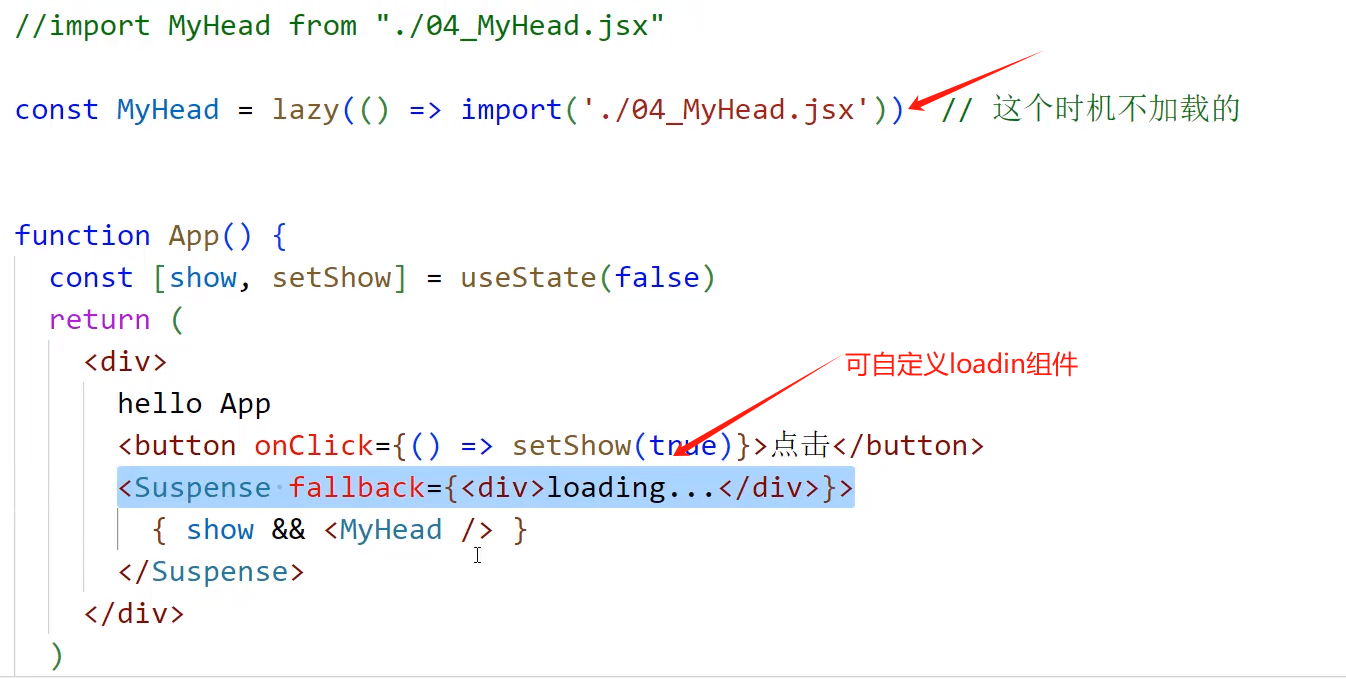 //import MyHead from "./04_MyHead.jsx"
const MyHead = lazy(() => import('./04_MyHead.jsx')) // 这个时机不加载的
function App() {
const [show, setShow] = useState(false)
return (
<div>
可自定义loadin组件
hello App
<button onClick={() => setShow(true)}>点击</button>
<Suspense fallback={<div>loading...</div>}>
{ show && <MyHead /> }
</Suspense>
</div>
)